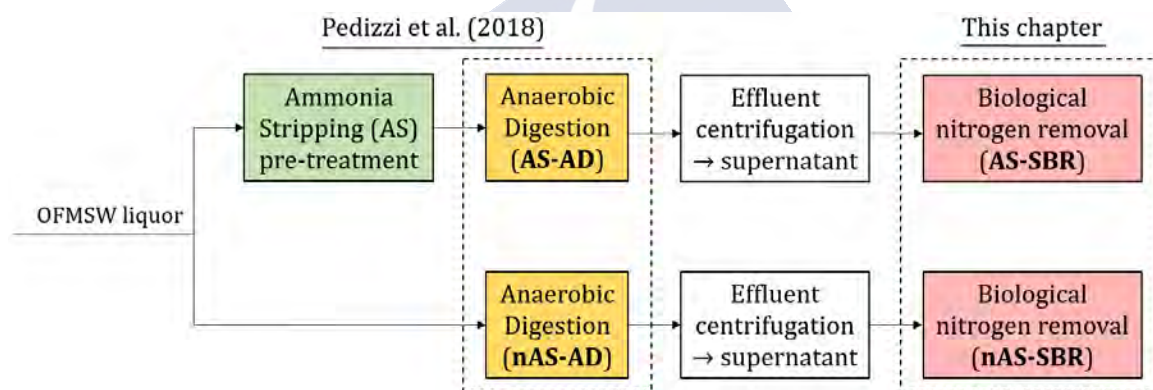 Pedizzi et al. (2018)
This chapter
Ammonia
Stripping (AS)
pre-treatment
Anaerobic
Digestion
(AS-AD)
Effluent
centrifugation
→ supernatant
Biological
nitrogen removal
(AS-SBR)
OFMSW liquor
Anaerobic
Digestion
(nAS-AD)
Effluent
centrifugation
→ supernatant
Biological
nitrogen removal
(nAS-SBR)